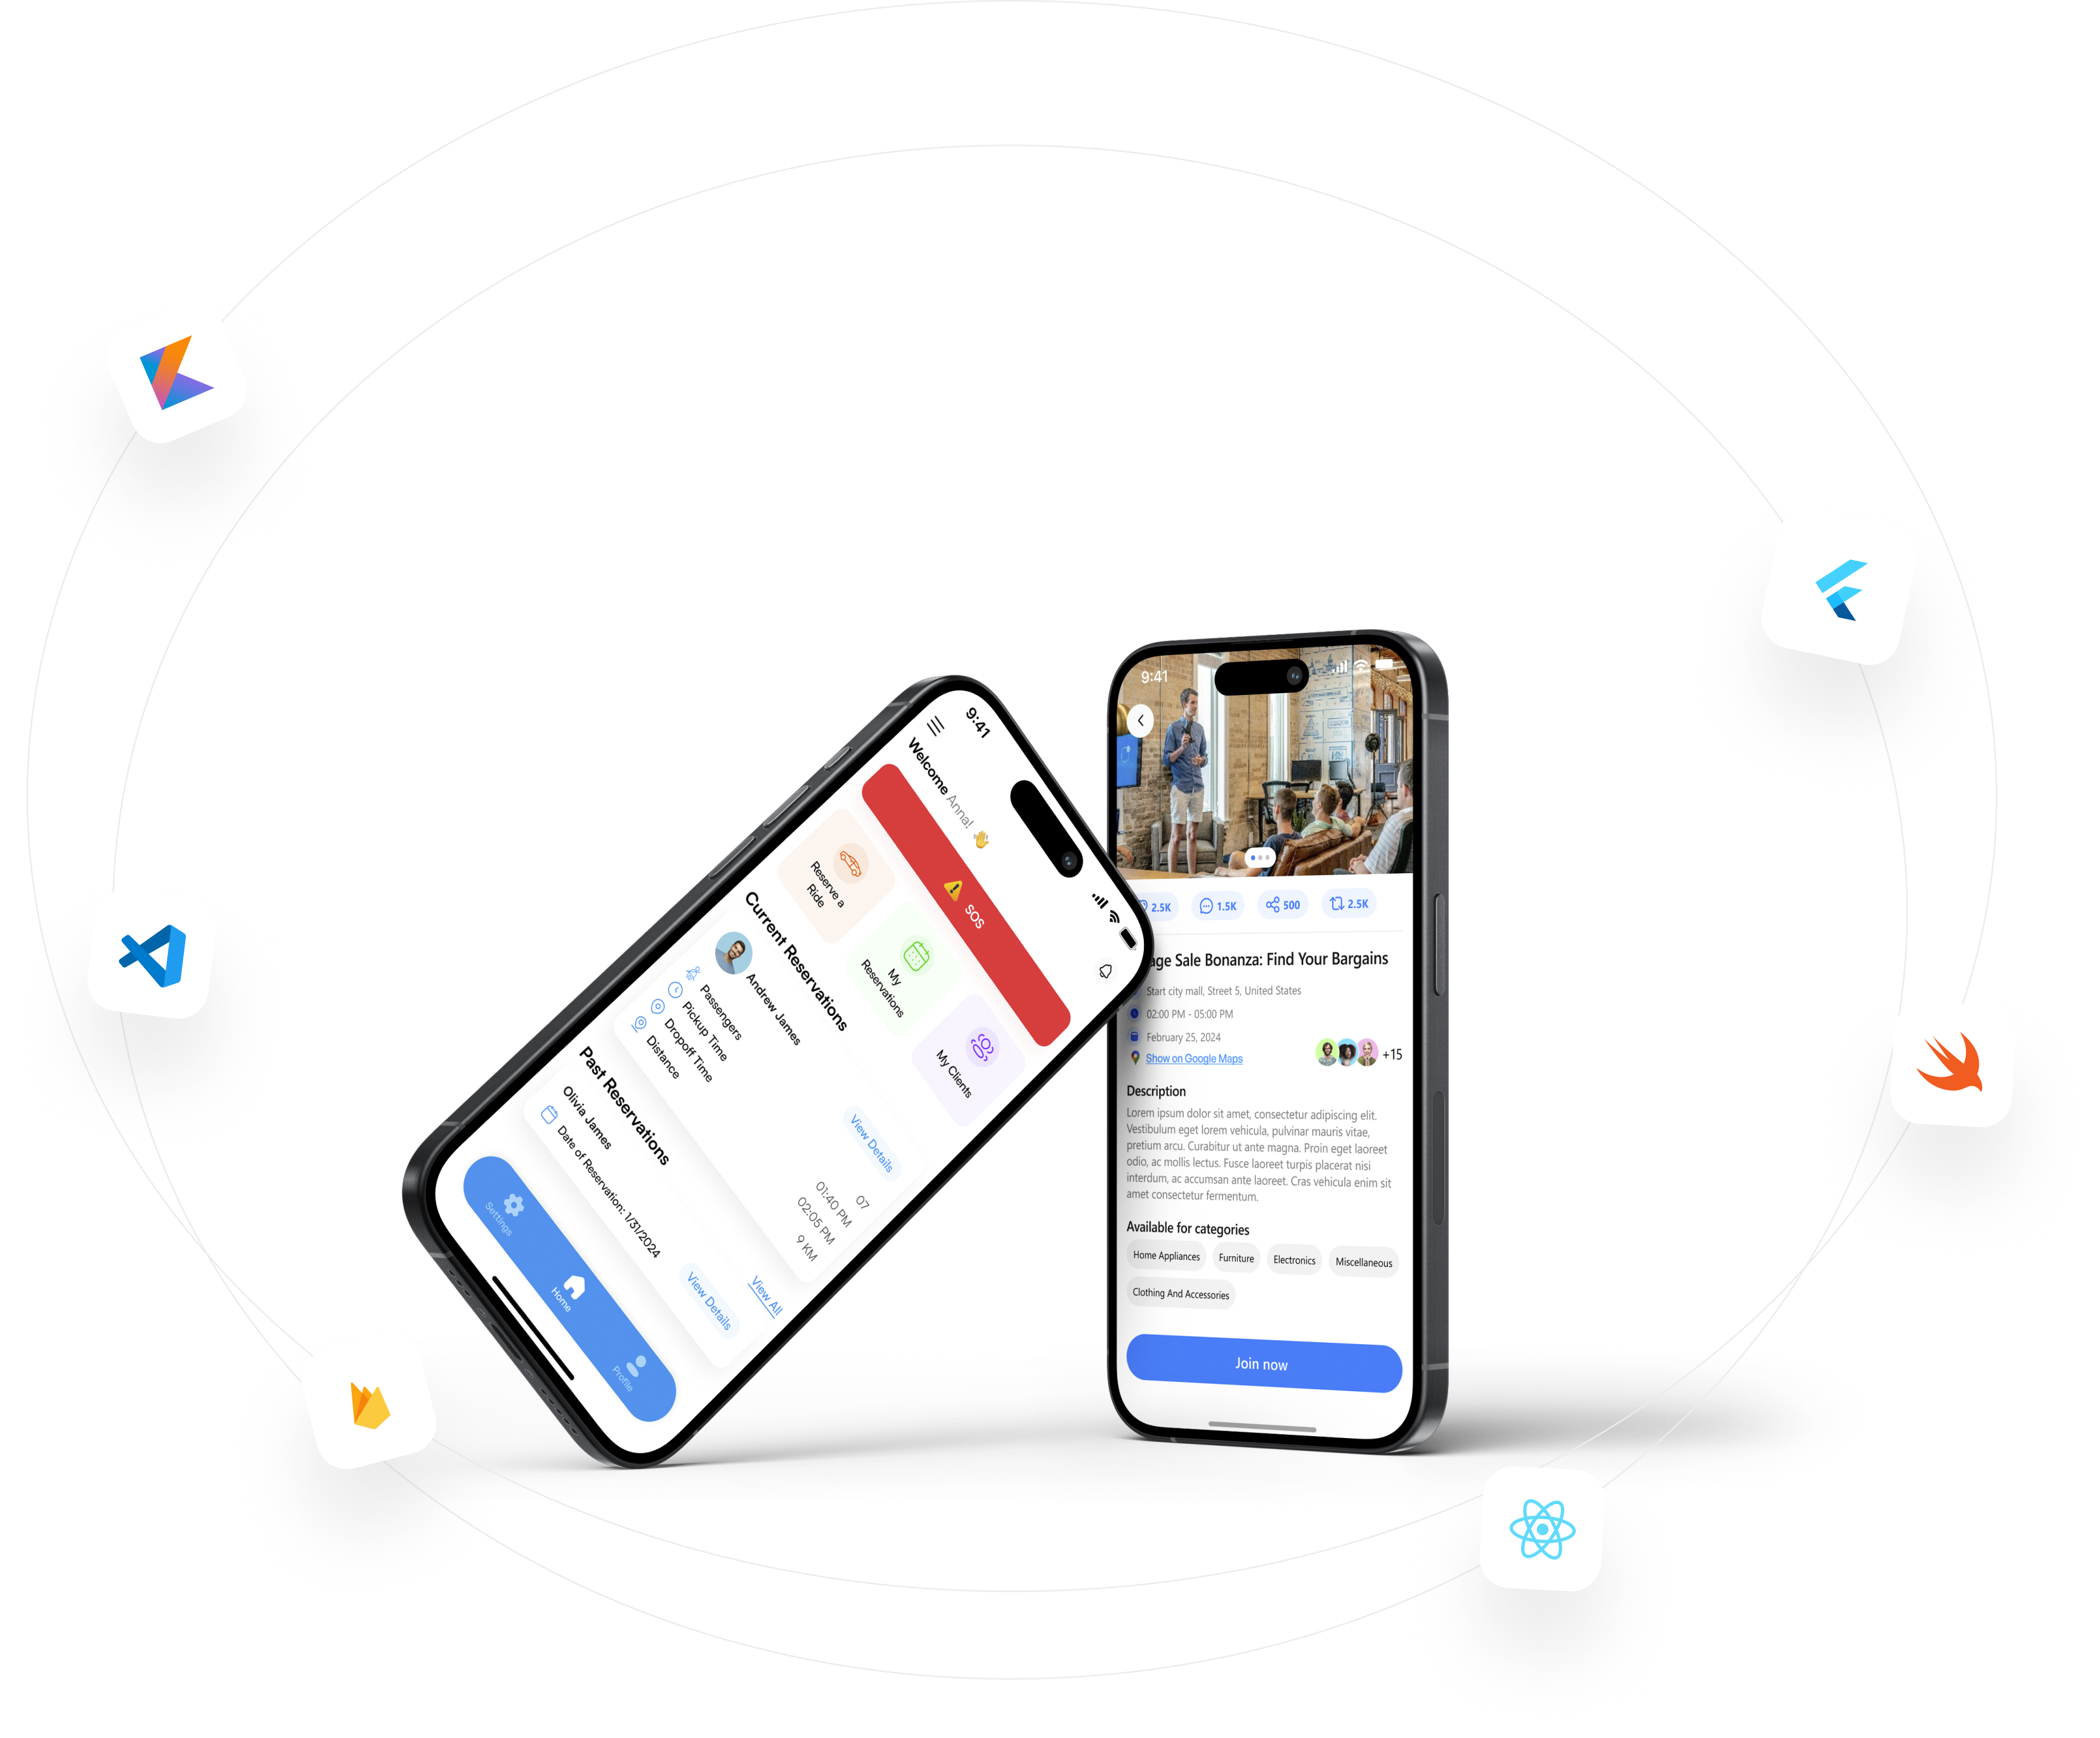 9:41
Welcome Anna! 👋
⚠️ SOS
Reserve a
Ride
My
Reservations
My Clients
Current Reservations
Andrew James
View Details
Passengers 07
Pickup Time 01:40 PM
Dropoff Time 02:05 PM
Distance 9 KM
Past Reservations View All
Olivia James
Date of Reservation: 1/31/2024
View Details
Settings
Home
Profile
9:41
2.5K 1.5K 500 2.5K
Sale Bonanza: Find Your Bargains
Start city mall, Street 5, United States
02:00 PM - 05:00 PM
February 25, 2024
Show on Google Maps
+15
Description
Lorem ipsum dolor sit amet, consectetur adipiscing elit.
Vestibulum eget lorem vehicula, pulvinar mauris vitae,
pretium arcu. Curabitur ut ante magna. Proin eget laoreet
odio, ac mollis lectus. Fusce laoreet turpis placerat nisi
interdum, ac accumsan ante laoreet. Cras vehicula enim sit
amet consectetur fermentum.
Available for categories
Home Appliances Furniture Electronics Miscellaneous
Clothing And Accessories
Join now